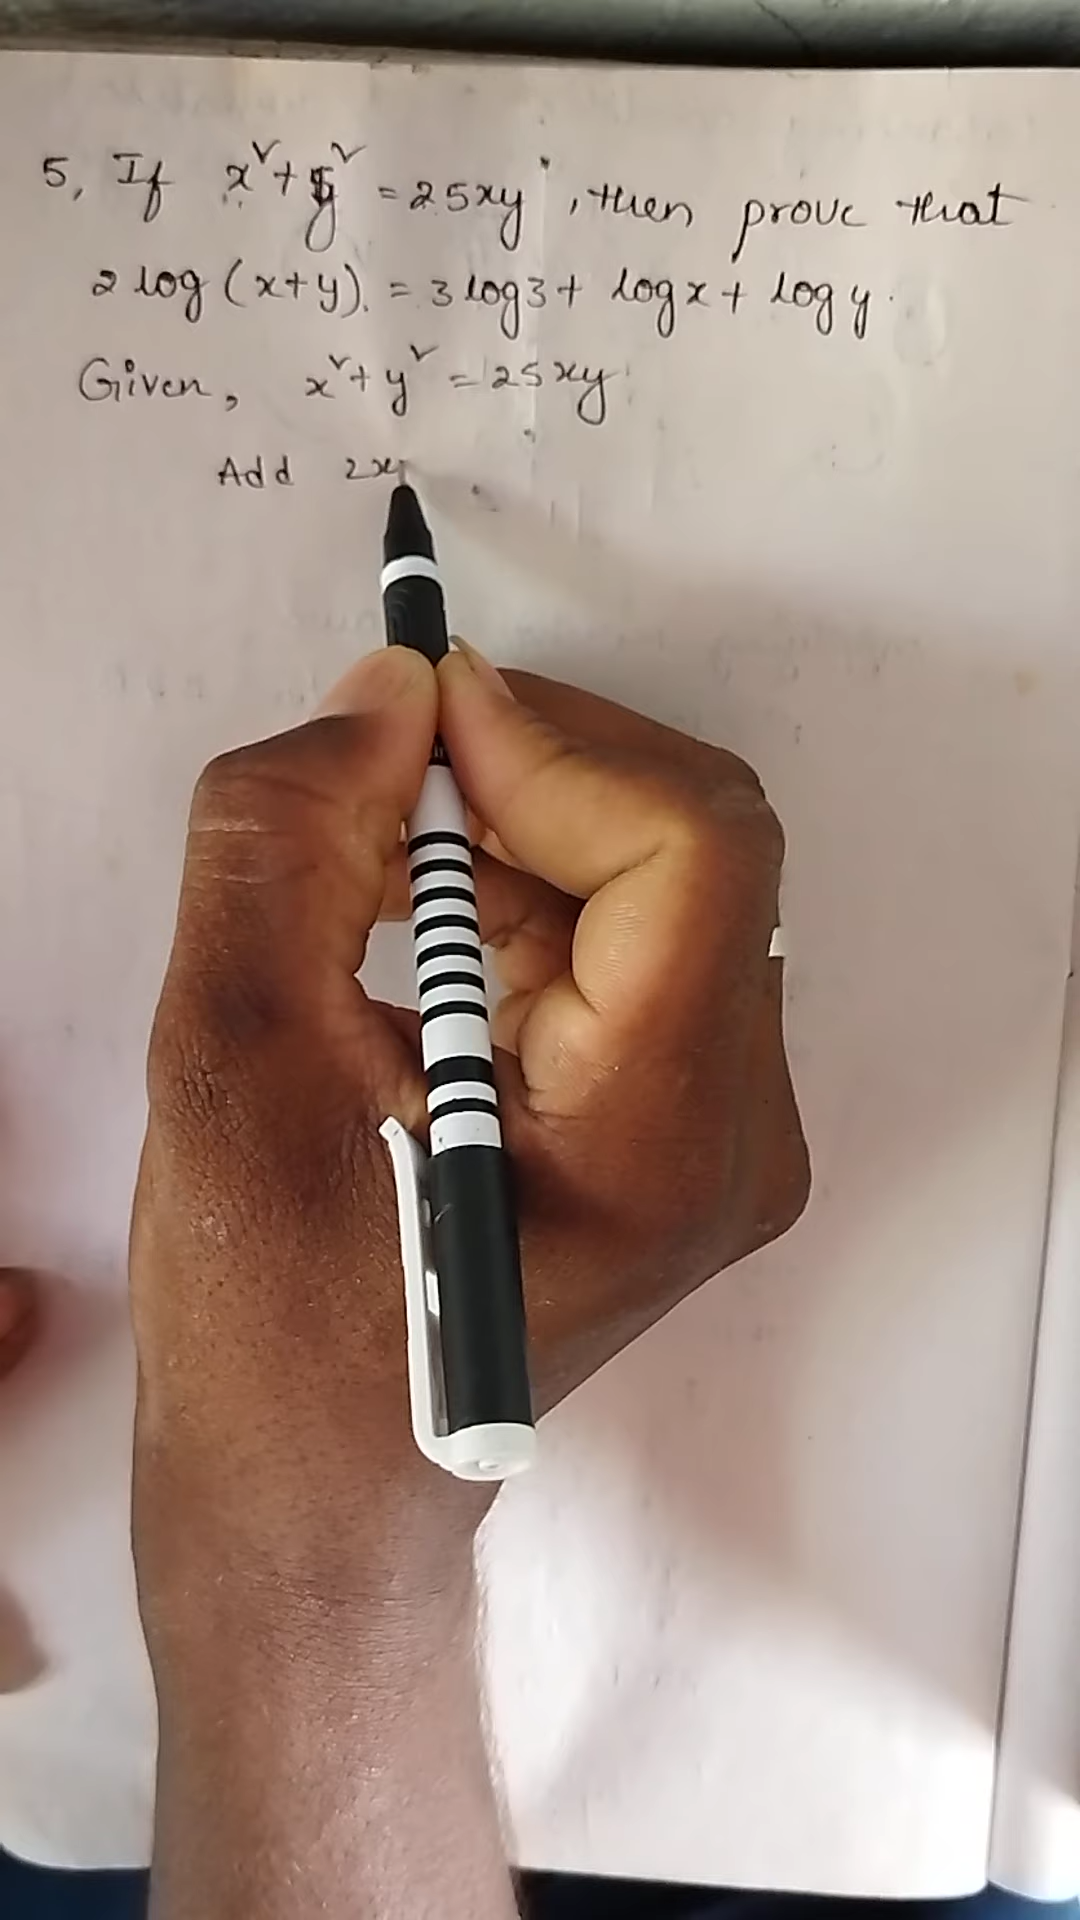 5, If x² + y² = 25xy, then prove that
2 log (x+y) = 3 log 3 + log x + log y.
Given, x² + y² = 25xy
Add 2xy